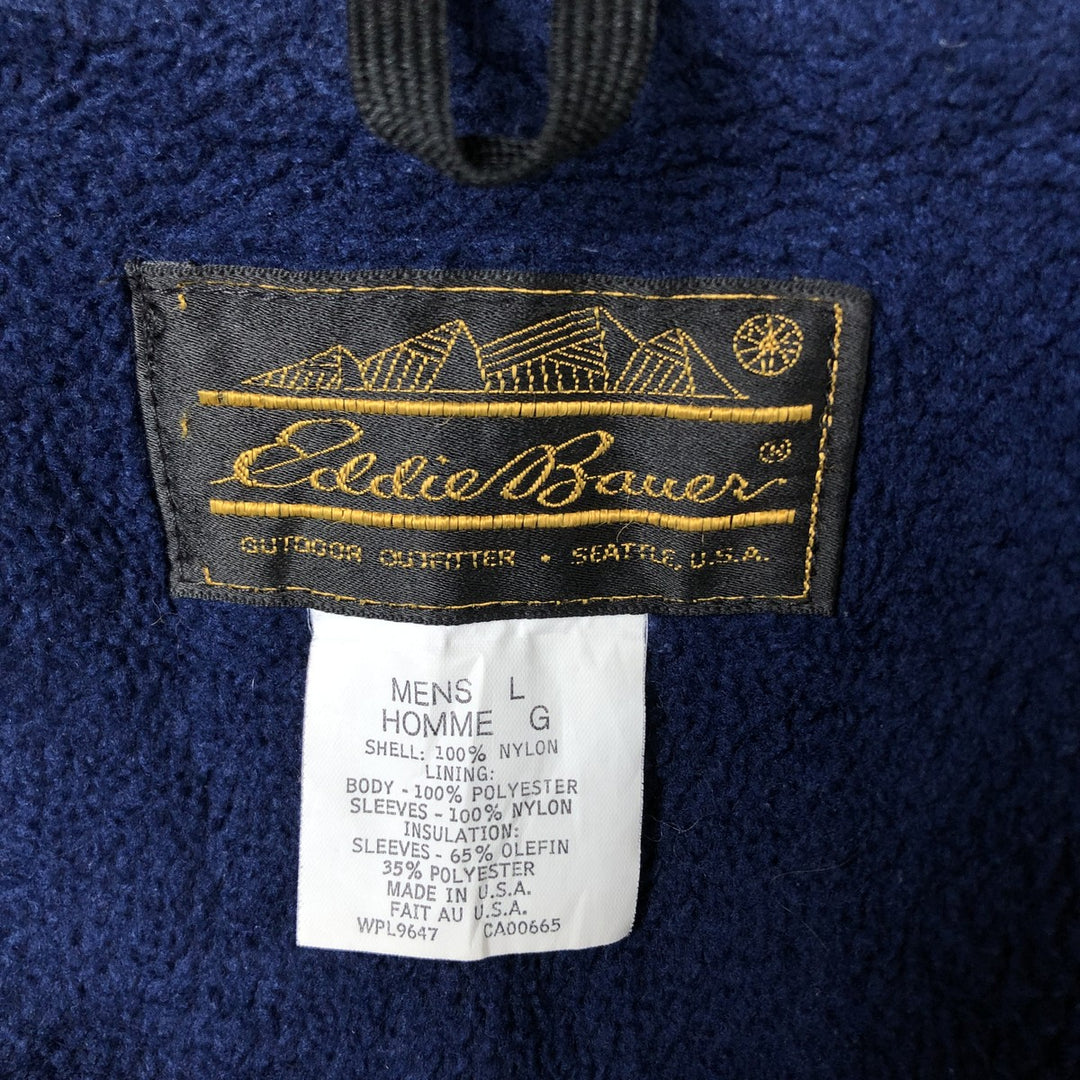 Eddie Bauer ®
OUTDOOR OUTFITTER • SEATTLE, U.S.A.
MENS L
HOMME G
SHELL: 100% NYLON
LINING:
BODY - 100% POLYESTER
SLEEVES - 100% NYLON
INSULATION:
SLEEVES - 65% OLEFIN
35% POLYESTER
MADE IN U.S.A.
FAIT AU U.S.A.
WPL9647 CA00665